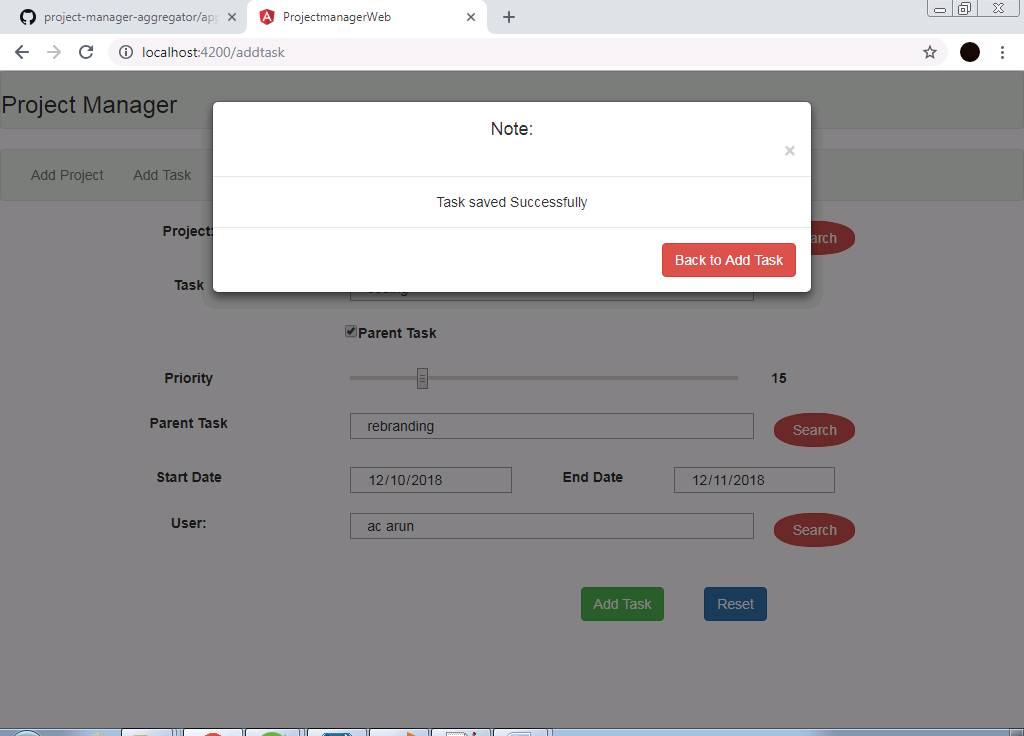 project-manager-aggregator/app
ProjectmanagerWeb
localhost:4200/addtask
Project Manager
Note:
×
Add Project Add Task
Task saved Successfully
Project:
Back to Add Task
Task
Parent Task
Priority 15
Parent Task rebranding Search
Start Date 12/10/2018 End Date 12/11/2018
User: ac arun Search
Add Task Reset